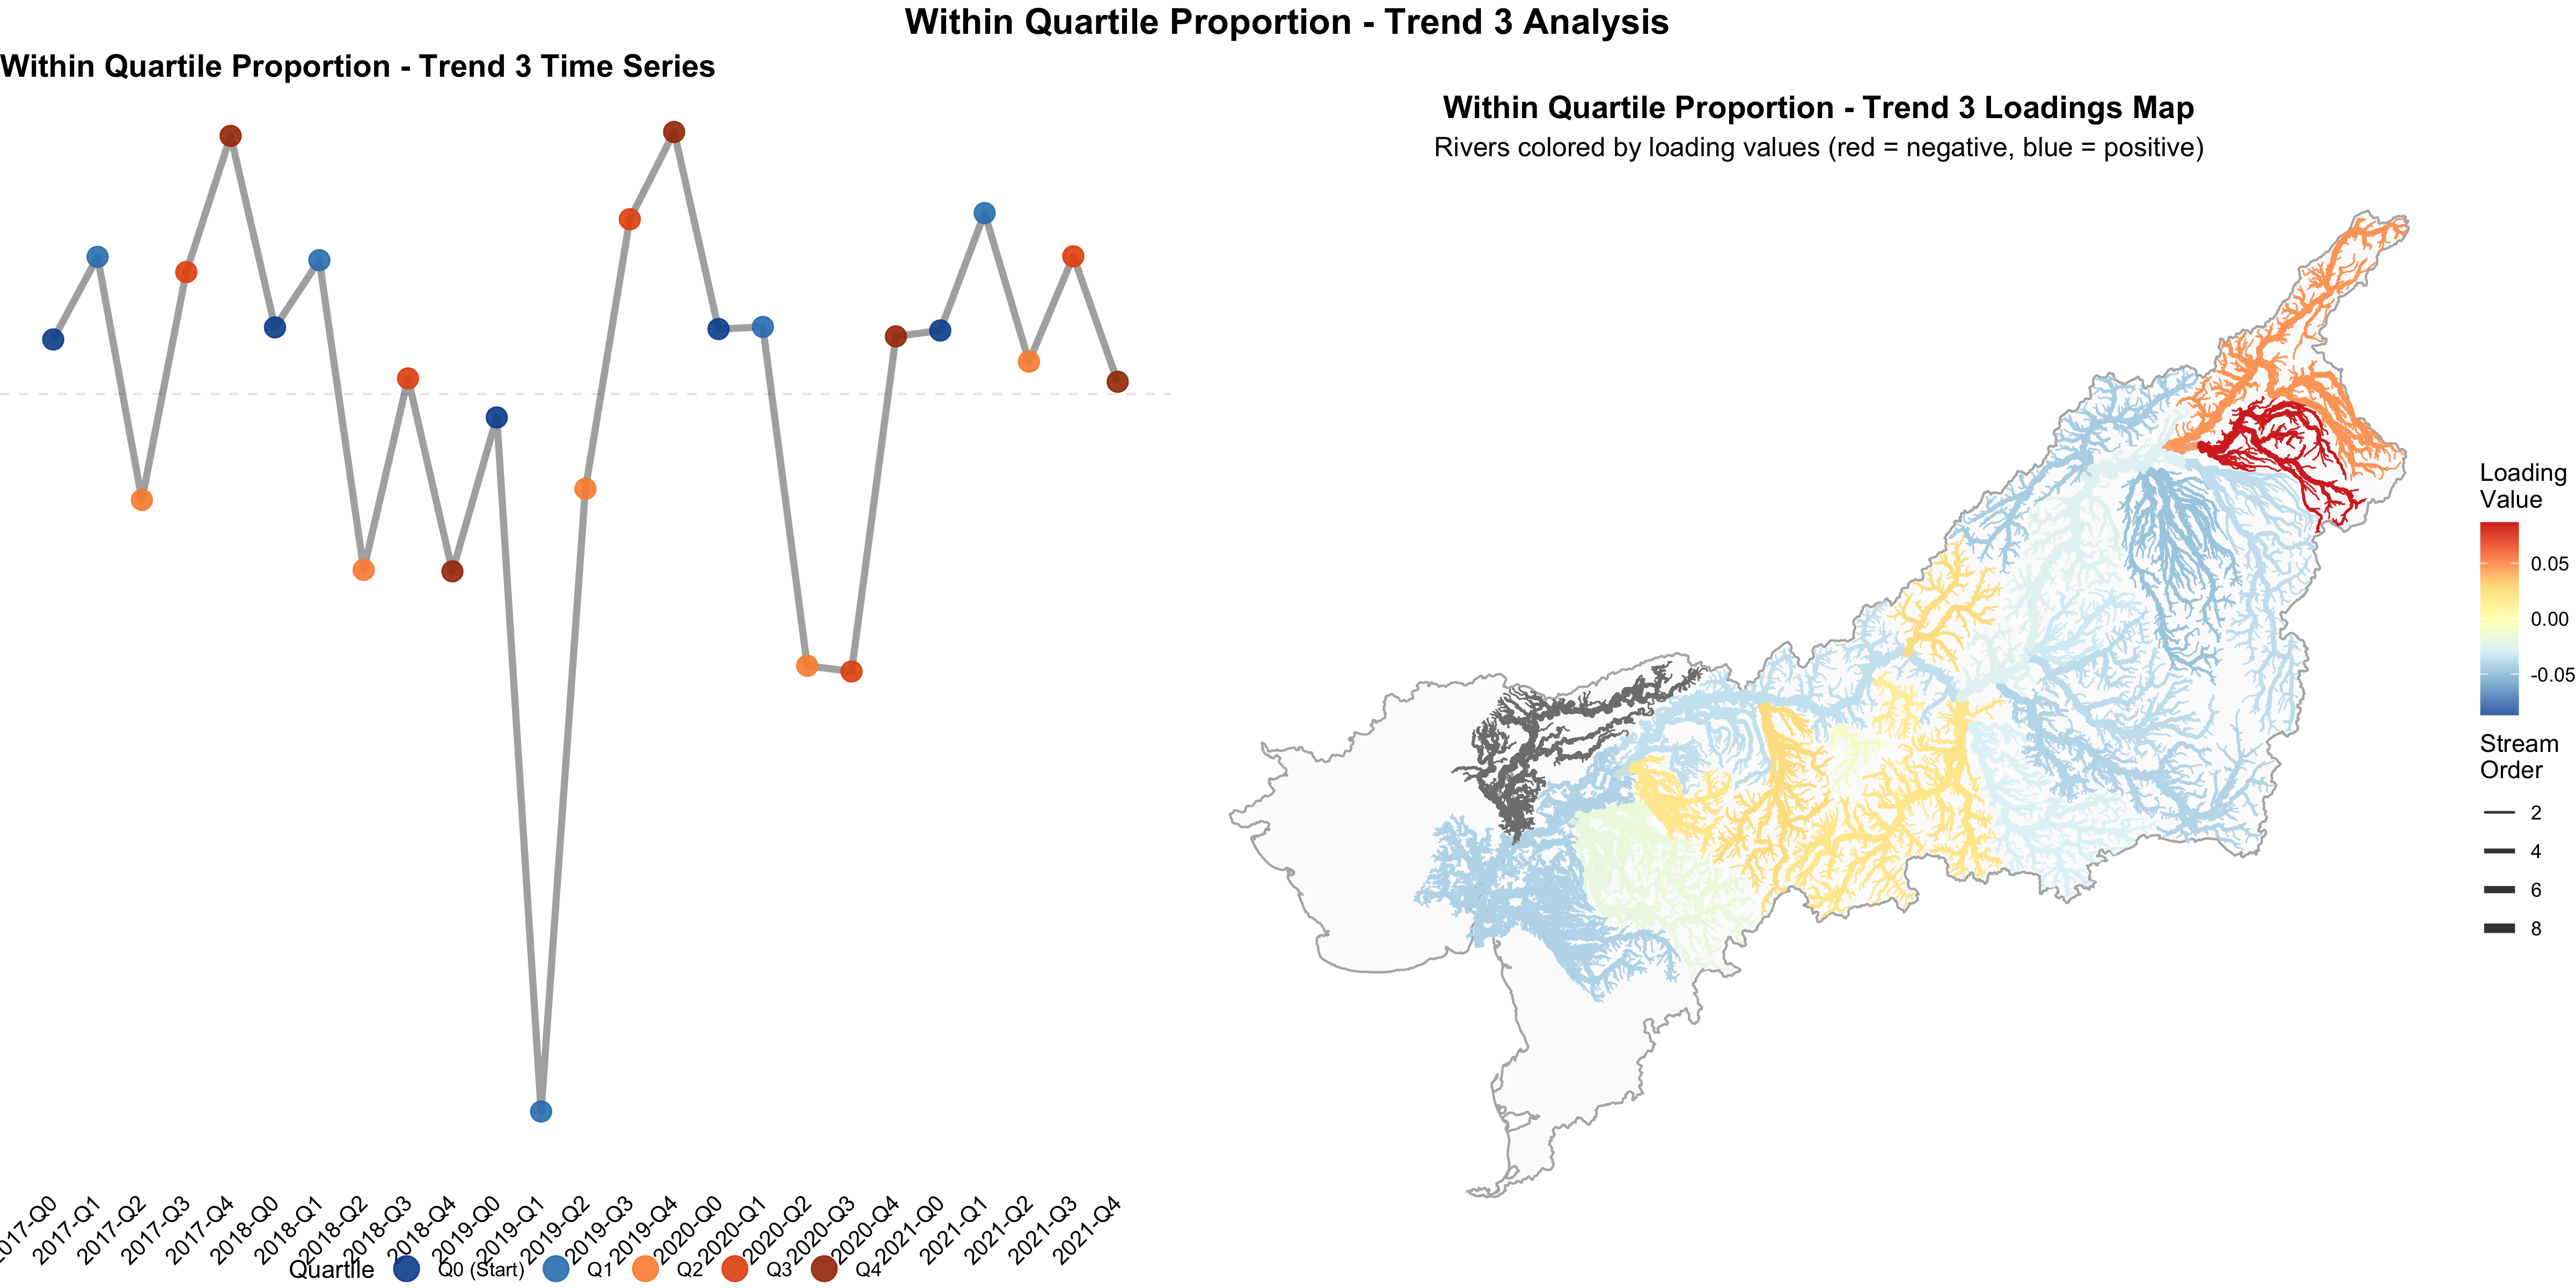 Within Quartile Proportion - Trend 3 Analysis
Within Quartile Proportion - Trend 3 Time Series
Within Quartile Proportion - Trend 3 Loadings Map
Rivers colored by loading values (red = negative, blue = positive)
Loading
Value
0.05
0.00
-0.05
Stream
Order
2
4
6
8
2017-Q0
2017-Q1
2017-Q2
2017-Q3
2017-Q4
2018-Q0
2018-Q1
2018-Q2
2018-Q3
2018-Q4
2019-Q0
2019-Q1
2019-Q2
2019-Q3
2019-Q4
2020-Q0
2020-Q1
2020-Q2
2020-Q3
2020-Q4
2021-Q0
2021-Q1
2021-Q2
2021-Q3
2021-Q4
Quartile Q0 (Start) Q1 Q2 Q3 Q4